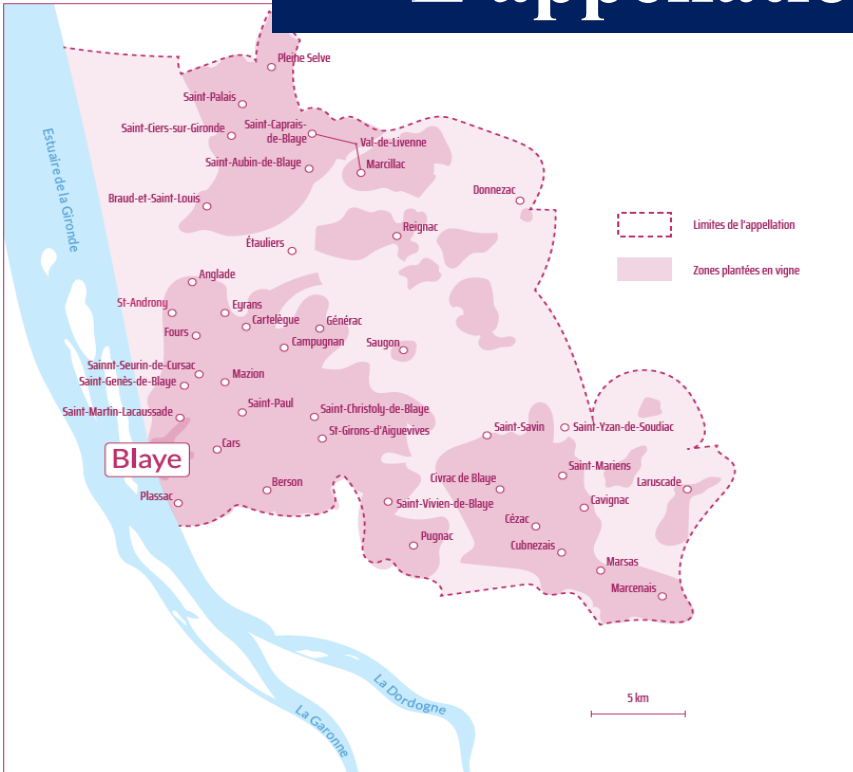 L'appellation
Pleine Selve
Saint-Palais
Saint-Ciers-sur-Gironde
Saint-Caprais-
de-Blaye
Val-de-Livenne
Saint-Aubin-de-Blaye
Marcillac
Donnezac
Braud-et-Saint-Louis
Estuaire de la Gironde
Reignac
Limites de l'appellation
Étauliers
Zones plantées en vigne
Anglade
St-Androny
Eyrans
Cartelègue
Générac
Fours
Campugnan
Saugon
Sainnt-Seurin-de-Cursac
Mazion
Saint-Genès-de-Blaye
Saint-Paul
Saint-Martin-Lacaussade
Saint-Christoly-de-Blaye
St-Girons-d'Aiguevives
Saint-Savin
Saint-Yzan-de-Soudiac
Cars
Blaye
Saint-Mariens
Civrac de Blaye
Laruscade
Berson
Plassac
Saint-Vivien-de-Blaye
Cavignac
Cézac
Pugnac
Cubnezais
Marsas
Marcenais
La Dordogne
La Garonne
5 km